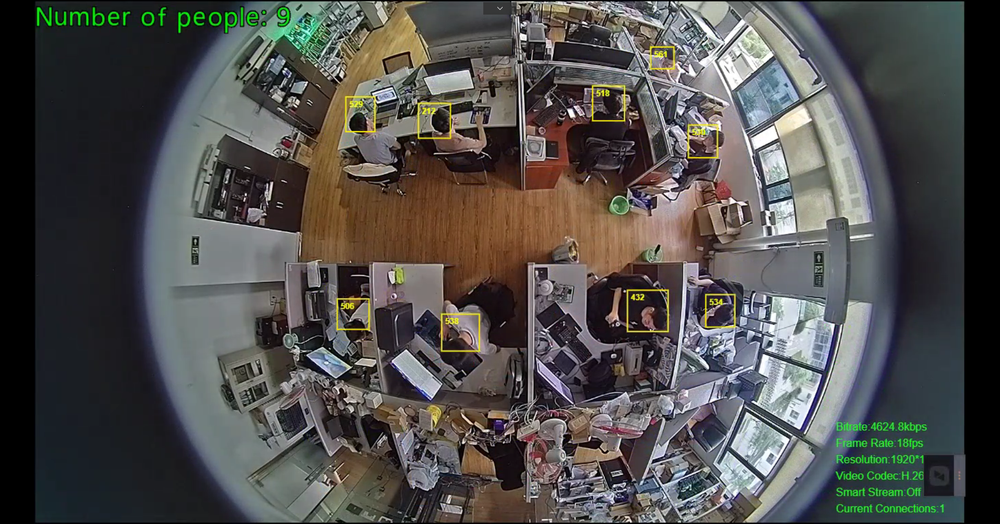 Number of people: 9
561
518
529
212
506
538
432
534
Bitrate:4624.8kbps
Frame Rate:18fps
Resolution:1920*1
Video Codec:H.26
Smart Stream:Off
Current Connections:1